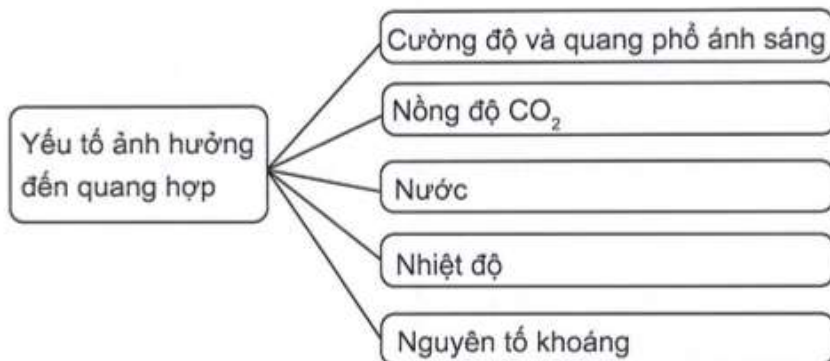 Yếu tố ảnh hưởng
đến quang hợp
Cường độ và quang phổ ánh sáng
Nồng độ CO₂
Nước
Nhiệt độ
Nguyên tố khoáng